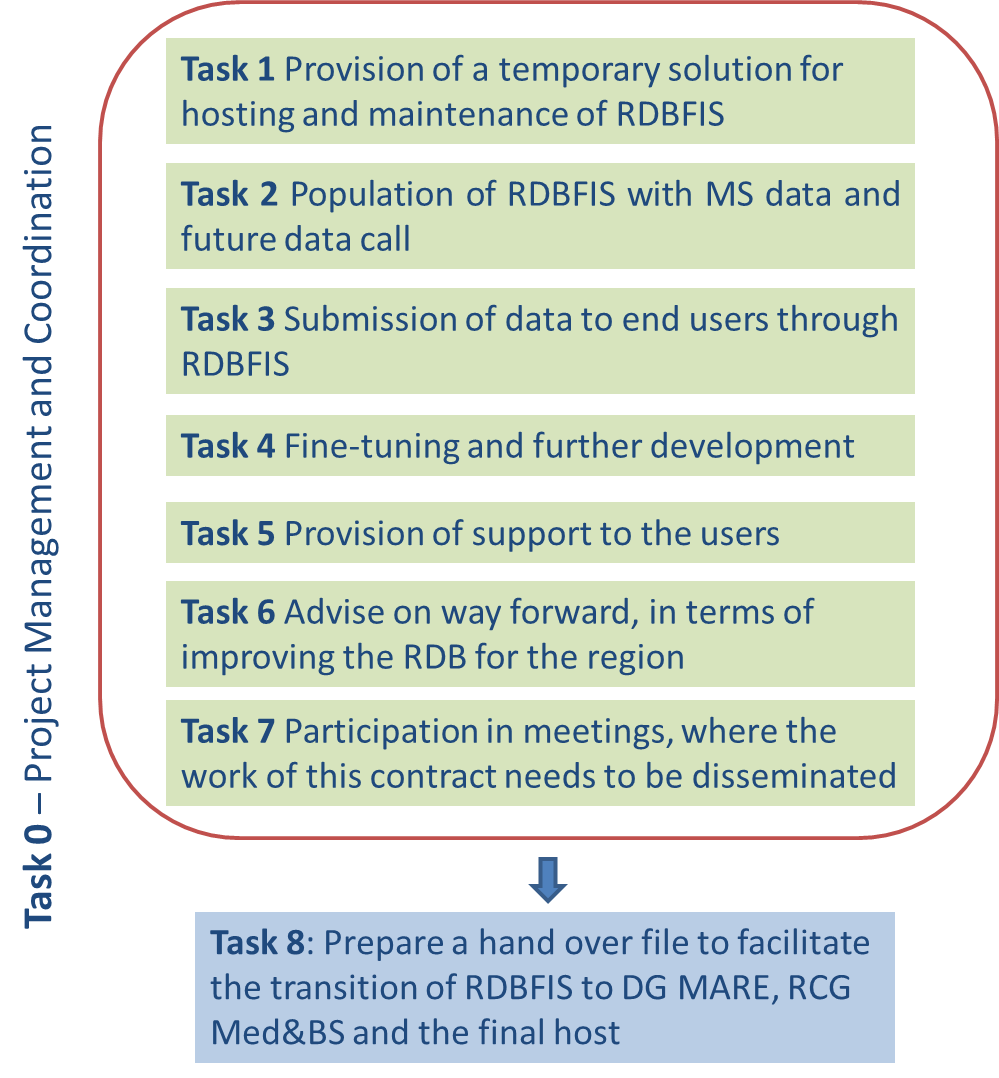 Task 0 – Project Management and Coordination
Task 1 Provision of a temporary solution for
hosting and maintenance of RDBFIS
Task 2 Population of RDBFIS with MS data and
future data call
Task 3 Submission of data to end users through
RDBFIS
Task 4 Fine-tuning and further development
Task 5 Provision of support to the users
Task 6 Advise on way forward, in terms of
improving the RDB for the region
Task 7 Participation in meetings, where the
work of this contract needs to be disseminated
Task 8: Prepare a hand over file to facilitate
the transition of RDBFIS to DG MARE, RCG
Med&BS and the final host